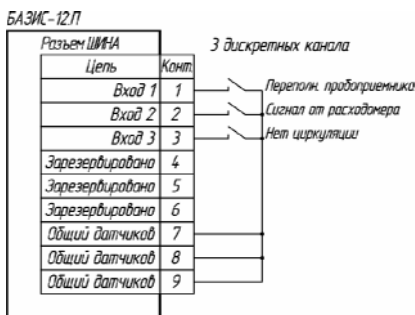 БАЗИС-12.П
Разъем ШИНА
3 дискретных канала
Цепь Конт.
Вход 1 1 Переполн. пробоприемника
Вход 2 2 Сигнал от расходомера
Вход 3 3 Нет циркуляции
Зарезервировано 4
Зарезервировано 5
Зарезервировано 6
Общий датчиков 7
Общий датчиков 8
Общий датчиков 9